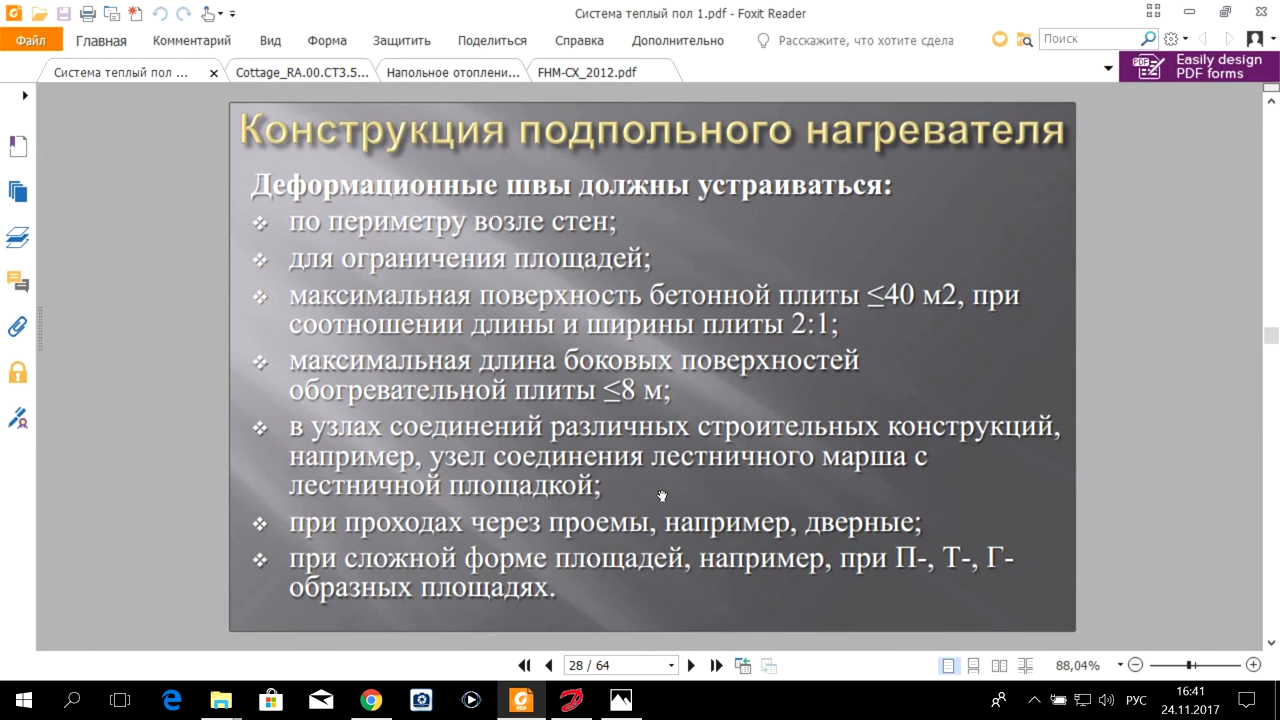 Система теплый пол 1.pdf - Foxit Reader
Файл Главная Комментарий Вид Форма Защитить Поделиться Справка Дополнительно Расскажите, что хотите сдела Поиск
Система теплый пол ... Cottage_RA.00.СТ3.5... Напольное отоплени... FHM-CX_2012.pdf
Easily design
PDF forms
Конструкция подпольного нагревателя
Деформационные швы должны устраиваться:
по периметру возле стен;
для ограничения площадей;
максимальная поверхность бетонной плиты ≤40 м2, при
соотношении длины и ширины плиты 2:1;
максимальная длина боковых поверхностей
обогревательной плиты ≤8 м;
в узлах соединений различных строительных конструкций,
например, узел соединения лестничного марша с
лестничной площадкой;
при проходах через проемы, например, дверные;
при сложной форме площадей, например, при П-, Т-, Г-
образных площадях.
28 / 64 88,04%
РУС 16:41
24.11.2017